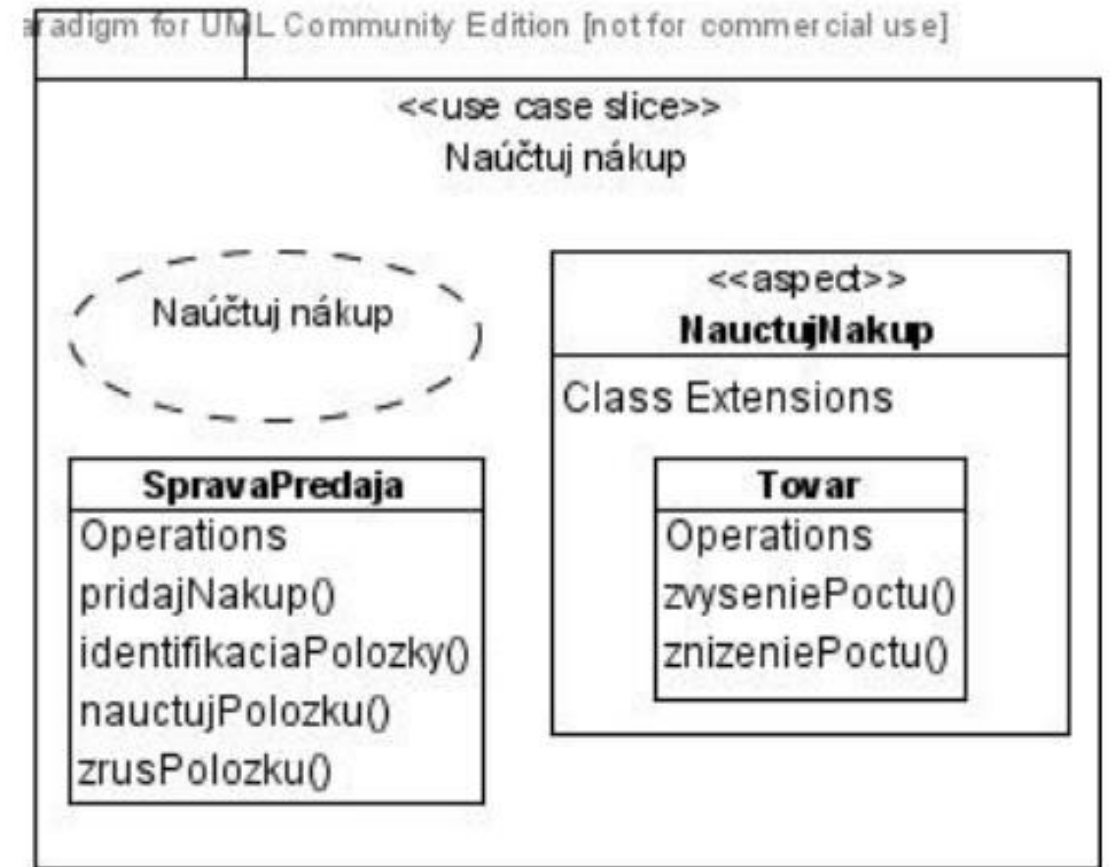 aradigm for UML Community Edition [not for commercial use]
<<use case slice>>
Naúčtuj nákup
Naúčtuj nákup
<<aspect>>
NauctujNakup
Class Extensions
SpravaPredaja
Operations
pridajNakup()
identifikaciaPolozky()
nauctujPolozku()
zrusPolozku()
Tovar
Operations
zvyseniePoctu()
znizeniePoctu()